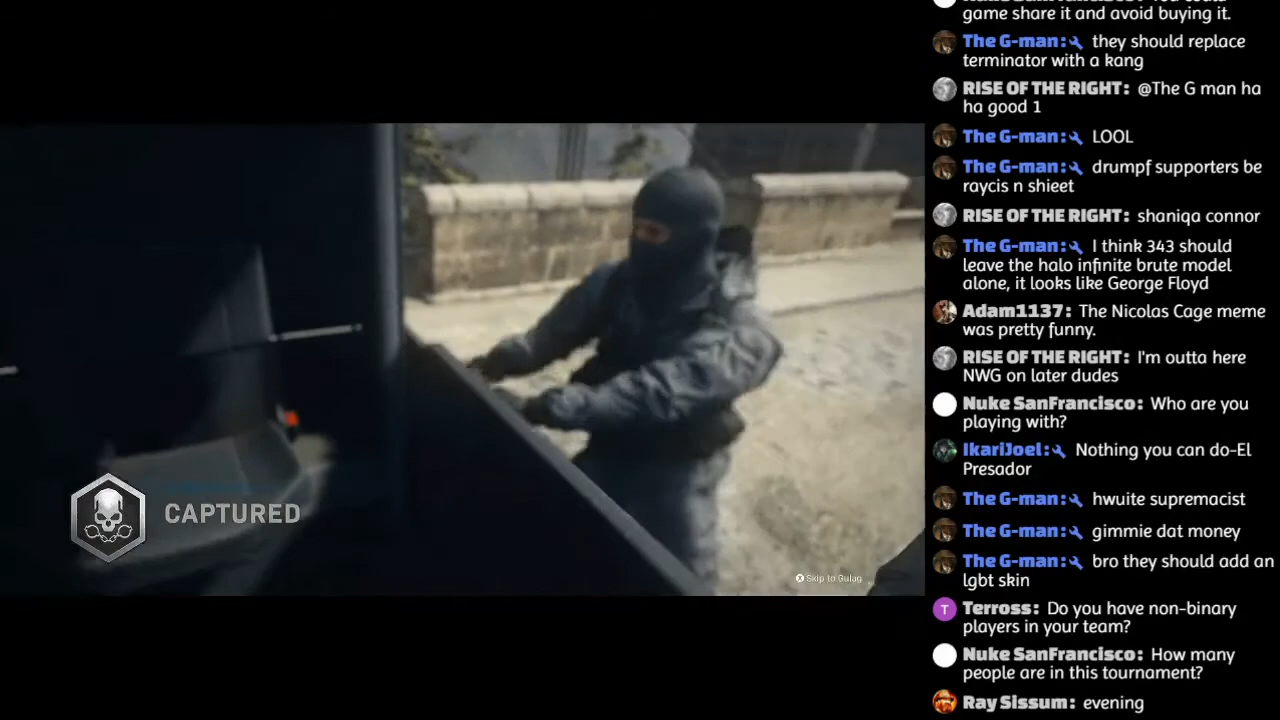 game share it and avoid buying it.
The G-man: they should replace
terminator with a kang
RISE OF THE RIGHT: @The G man ha
ha good 1
The G-man: LOOL
The G-man: drumpf supporters be
raycis n shieet
RISE OF THE RIGHT: shaniqa connor
The G-man: I think 343 should
leave the halo infinite brute model
alone, it looks like George Floyd
Adam1137: The Nicolas Cage meme
was pretty funny.
RISE OF THE RIGHT: I'm outta here
NWG on later dudes
Nuke SanFrancisco: Who are you
playing with?
IkariJoel: Nothing you can do-El
Presador
The G-man: hwuite supremacist
The G-man: gimmie dat money
The G-man: bro they should add an
lgbt skin
Terross: Do you have non-binary
players in your team?
Nuke SanFrancisco: How many
people are in this tournament?
Ray Sissum: evening
CAPTURED
Skip to Gulag
T